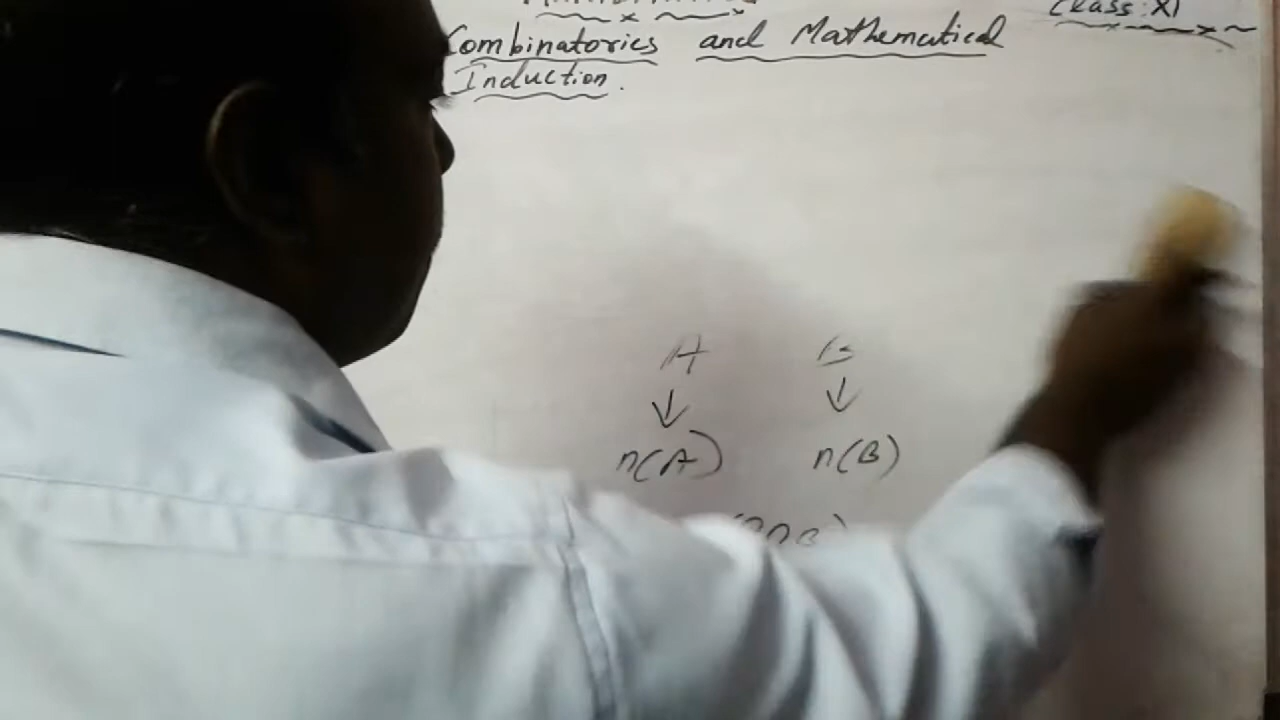 Class: XI
Combinatorics and Mathematical
Induction.
A B
↓ ↓
n(A) n(B)